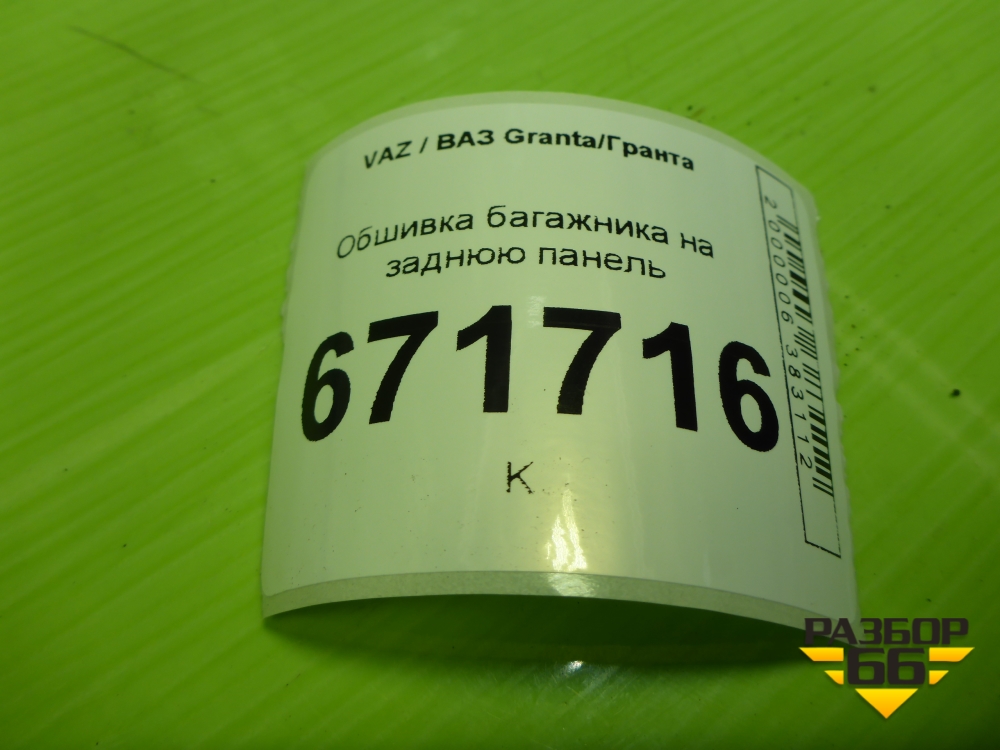 VAZ / ВАЗ Granta/Гранта
Обшивка багажника на
заднюю панель
671716
К
2000006383112
РАЗБОР
66